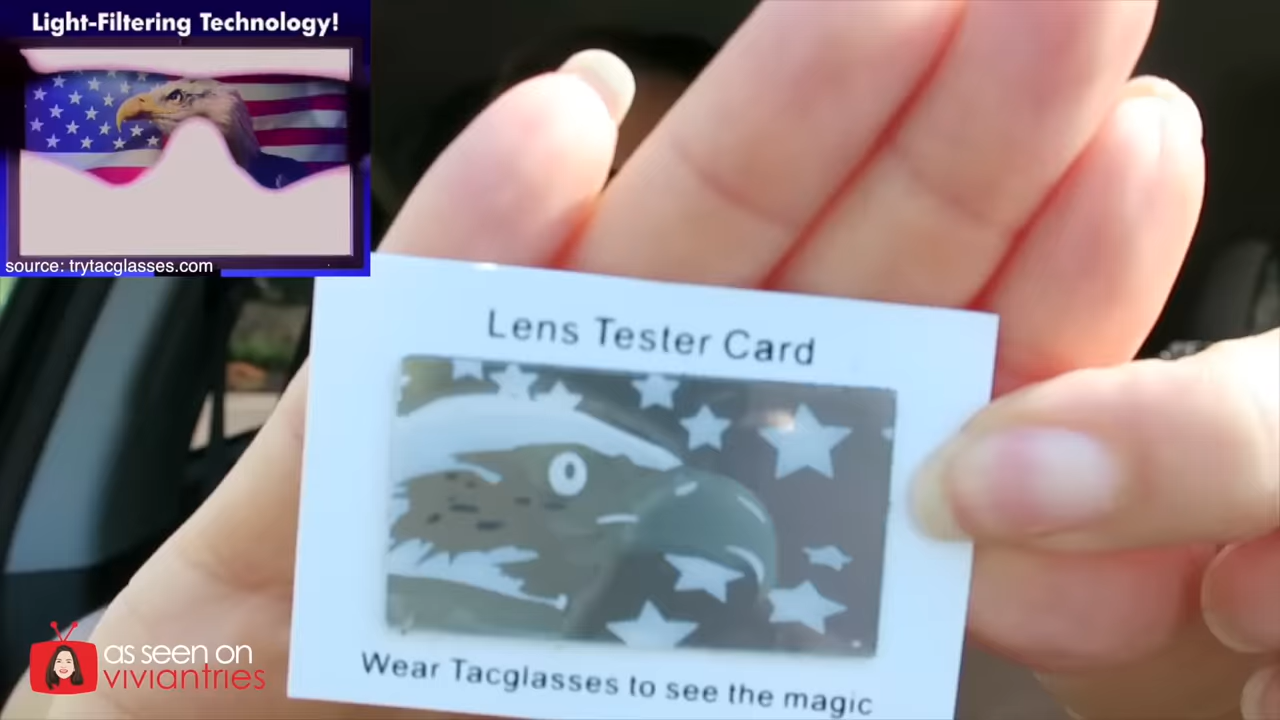 Light-Filtering Technology!
source: trytacglasses.com
Lens Tester Card
Wear Tacglasses to see the magic
as seen on
viviantries